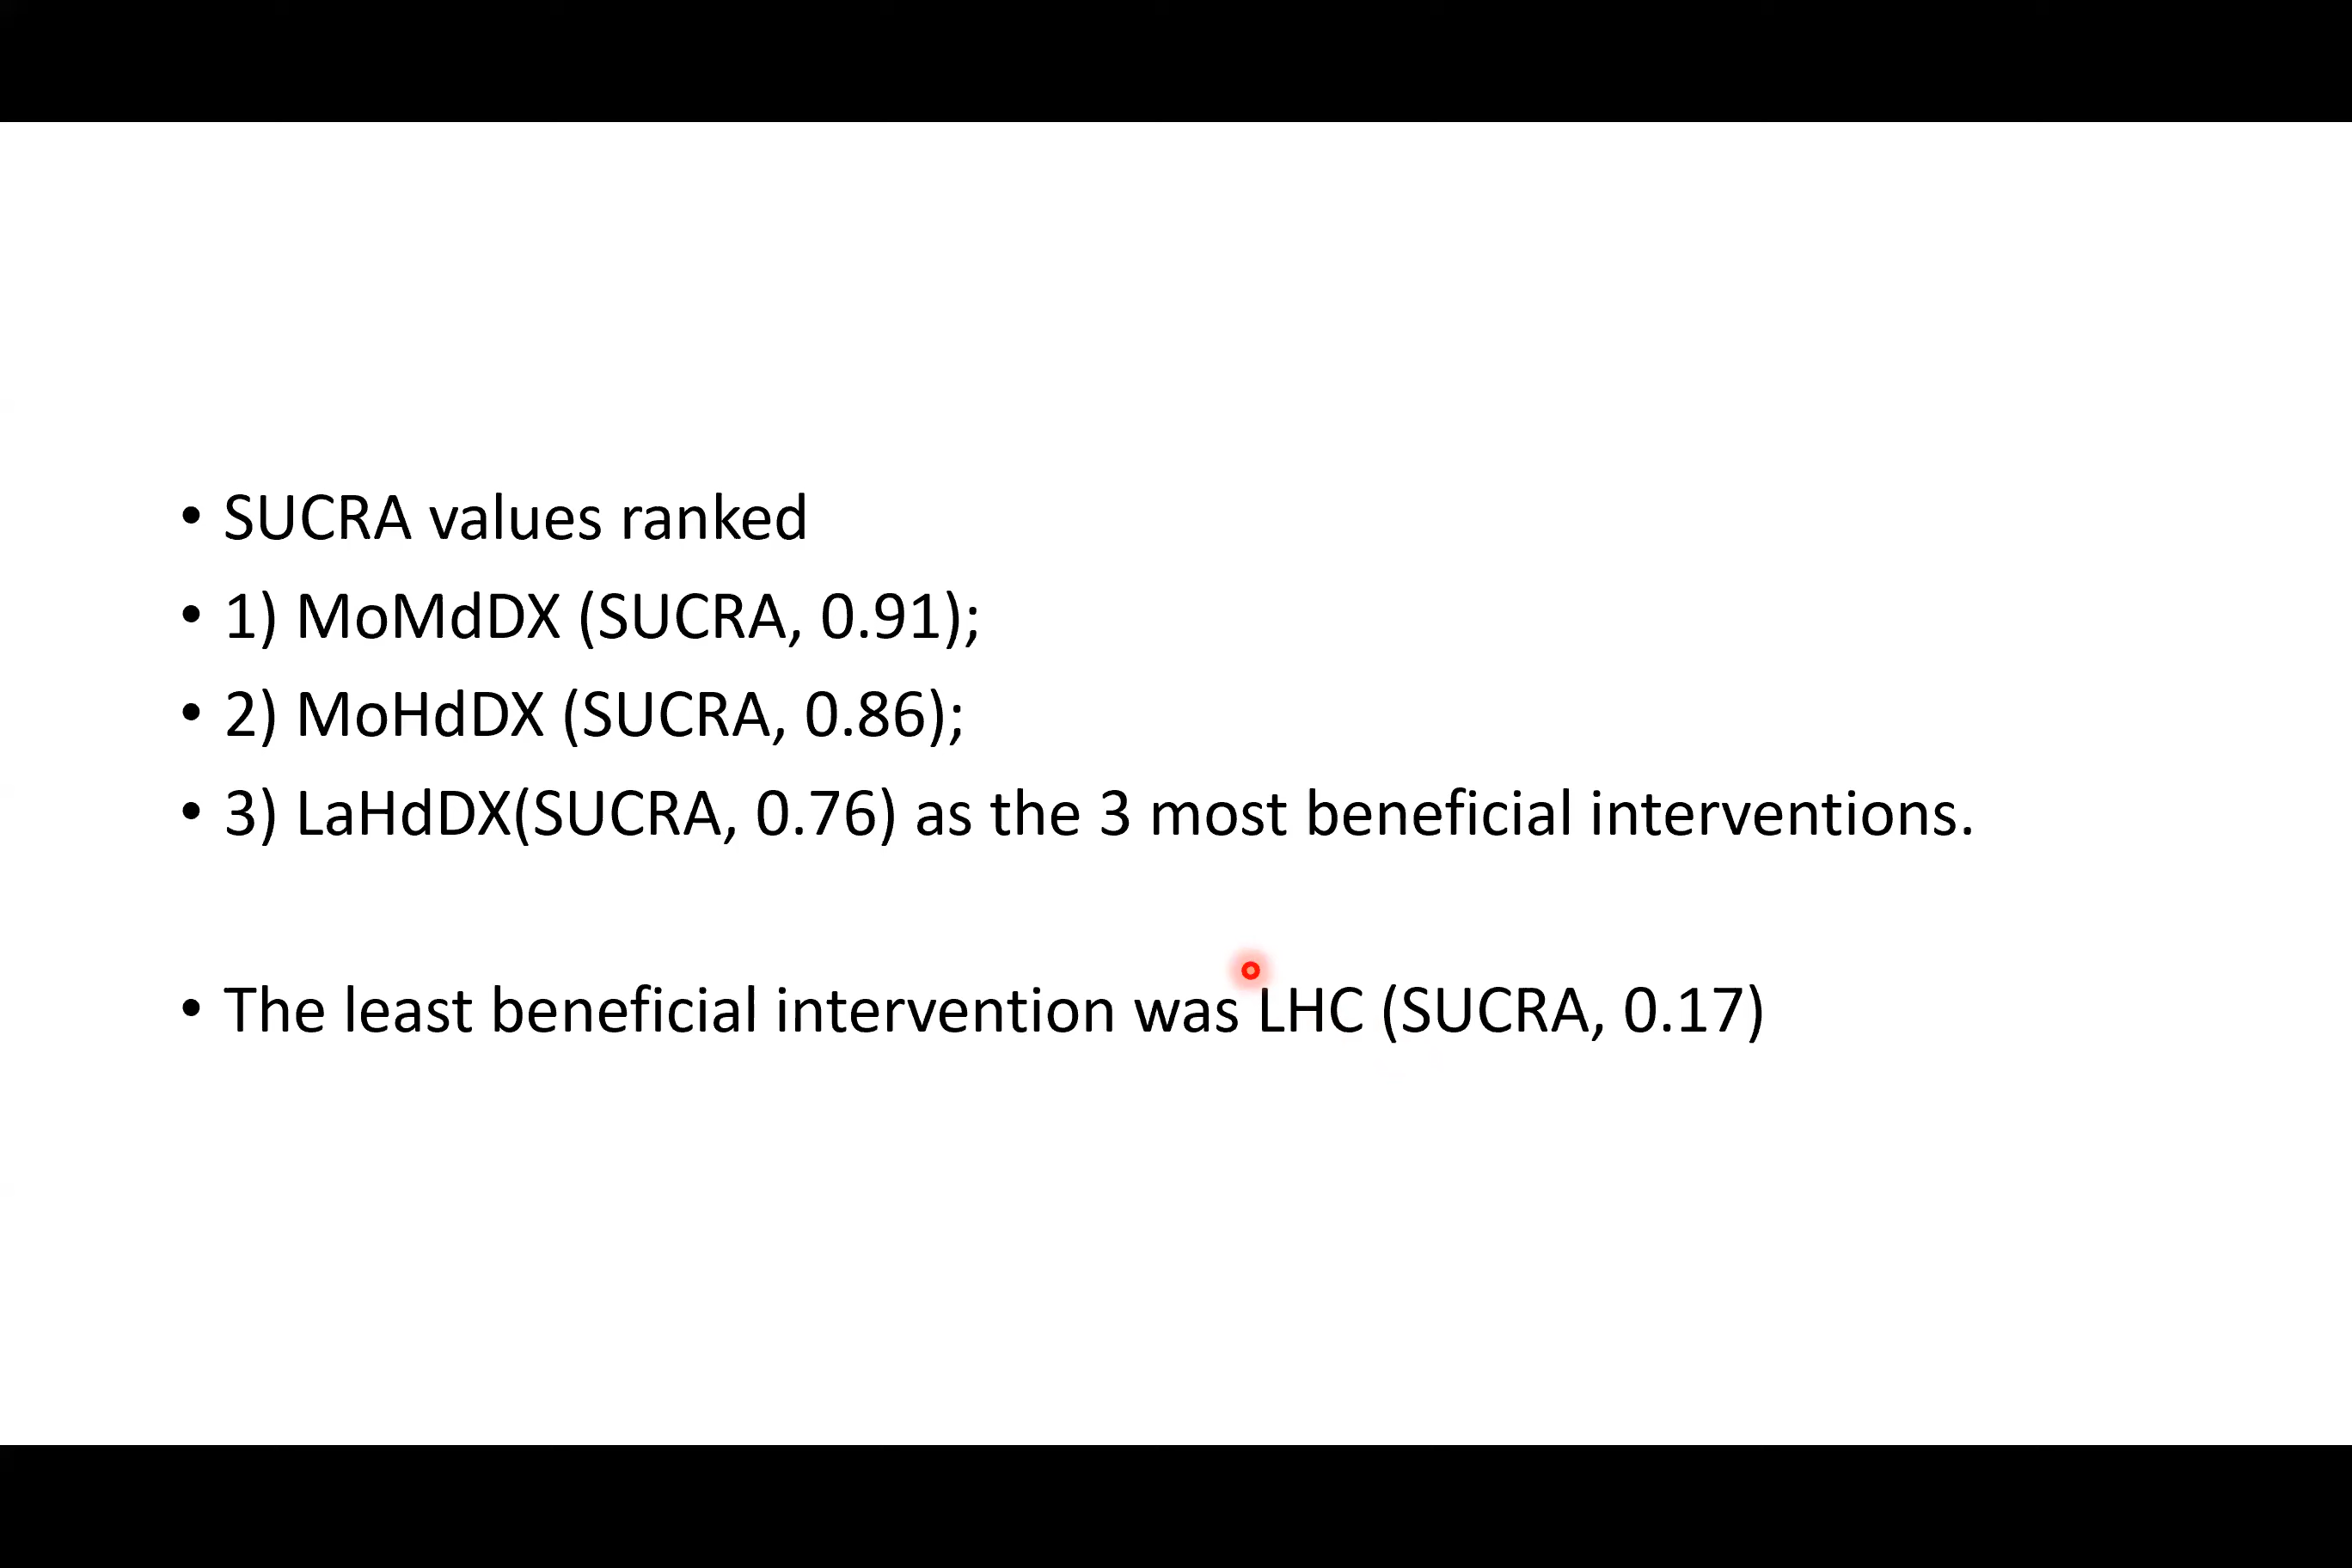 • SUCRA values ranked
• 1) MoMdDX (SUCRA, 0.91);
• 2) MoHdDX (SUCRA, 0.86);
• 3) LaHdDX(SUCRA, 0.76) as the 3 most beneficial interventions.
• The least beneficial intervention was LHC (SUCRA, 0.17)